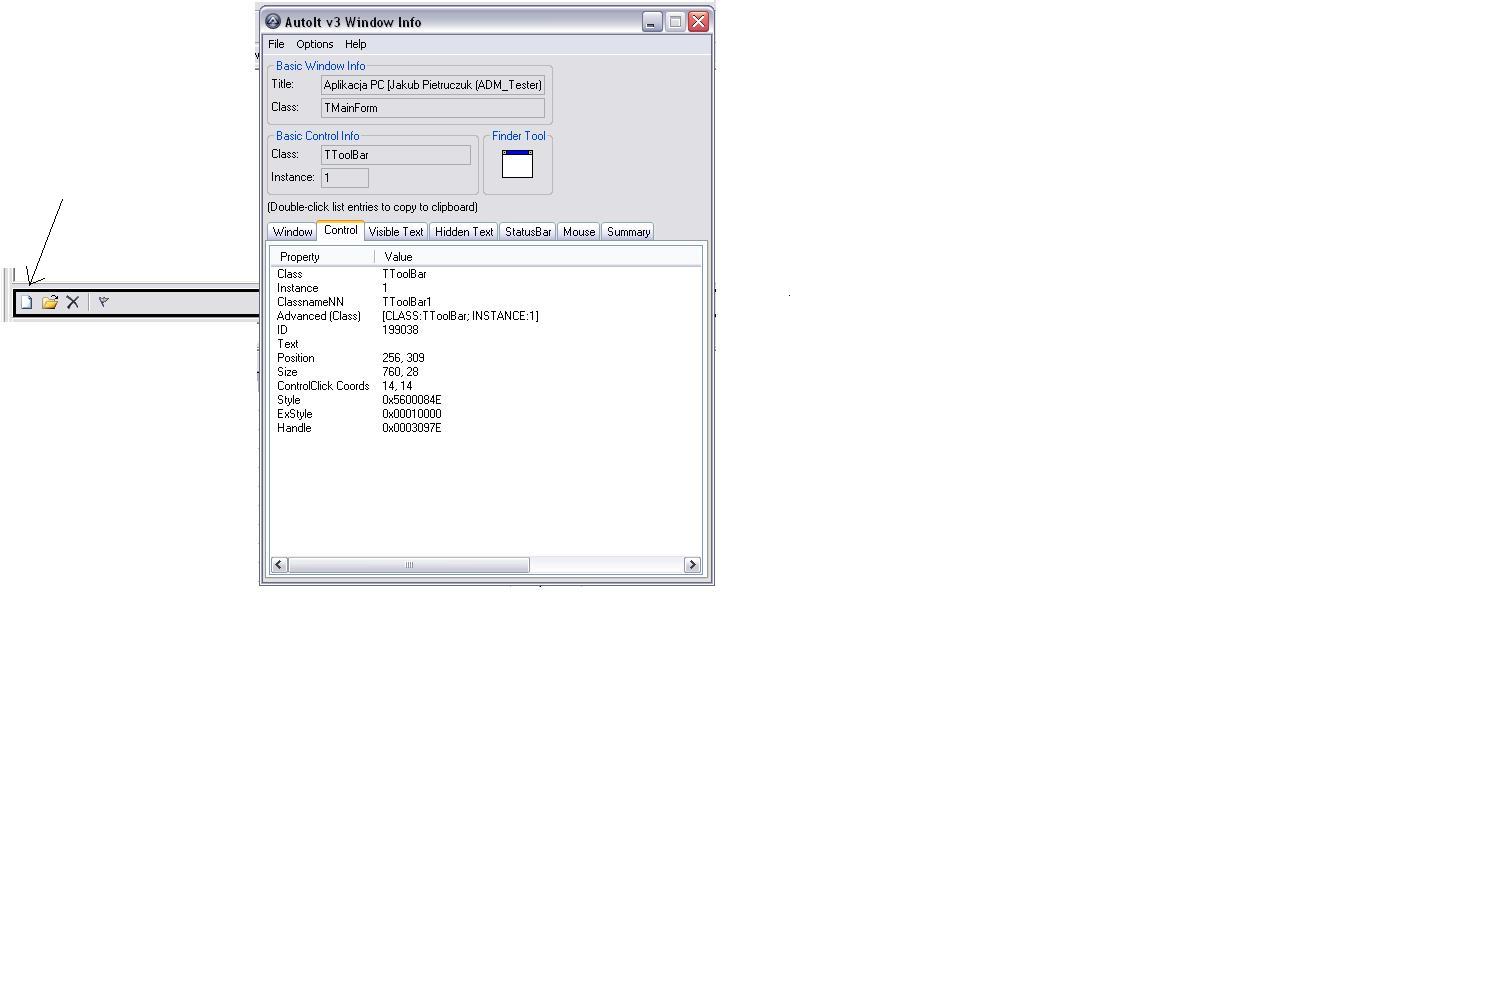 AutoIt v3 Window Info
File Options Help
Basic Window Info
Title: Aplikacja PC [Jakub Pietruczuk (ADM_Tester)
Class: TMainForm
Basic Control Info
Class: TToolBar
Instance: 1
Finder Tool
(Double-click list entries to copy to clipboard)
Window Control Visible Text Hidden Text StatusBar Mouse Summary
Property Value
Class TToolBar
Instance 1
ClassnameNN TToolBar1
Advanced (Class) [CLASS:TToolBar; INSTANCE:1]
ID 199038
Text
Position 256, 309
Size 760, 28
ControlClick Coords 14, 14
Style 0x5600084E
ExStyle 0x00010000
Handle 0x0003097E